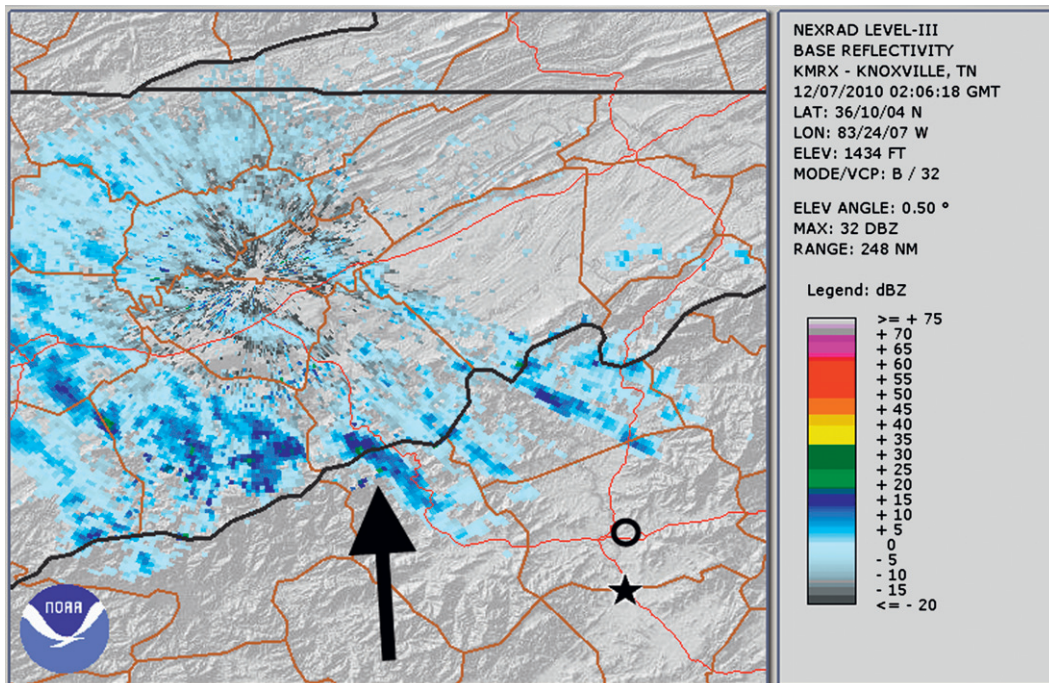 NEXRAD LEVEL-III
BASE REFLECTIVITY
KMRX - KNOXVILLE, TN
12/07/2010 02:06:18 GMT
LAT: 36/10/04 N
LON: 83/24/07 W
ELEV: 1434 FT
MODE/VCP: B / 32
ELEV ANGLE: 0.50 °
MAX: 32 DBZ
RANGE: 248 NM
Legend: dBZ
>= + 75
+ 70
+ 65
+ 60
+ 55
+ 50
+ 45
+ 40
+ 35
+ 30
+ 25
+ 20
+ 15
+ 10
+ 5
0
- 5
- 10
- 15
<= - 20
NOAA